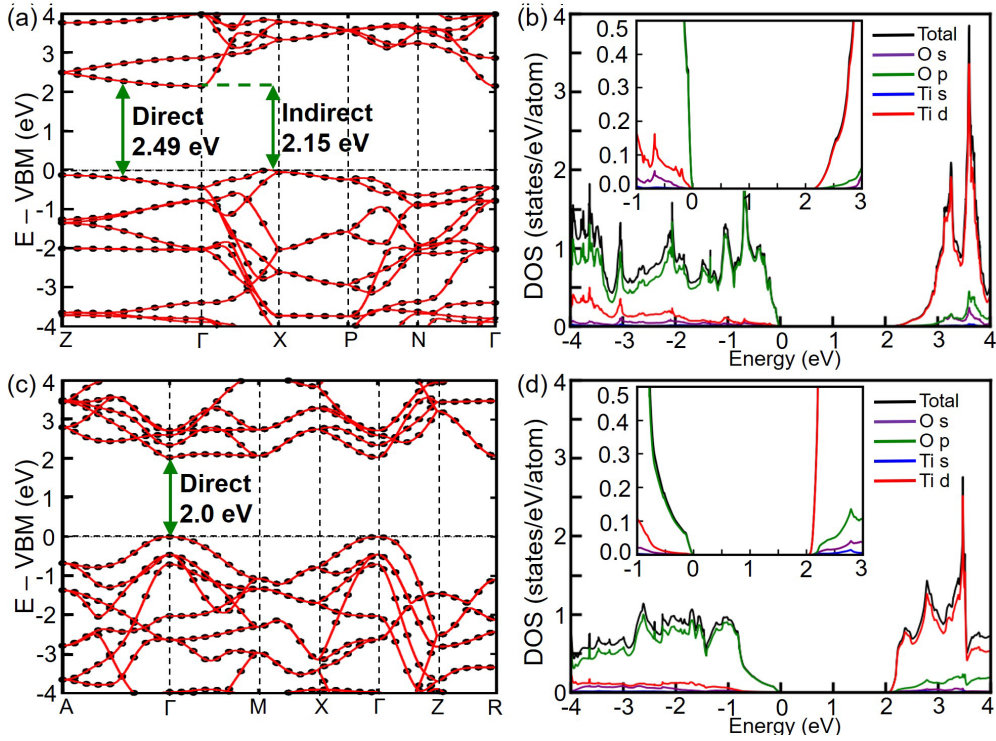 (a)
E – VBM (eV)
4
3
2
1
0
-1
-2
-3
-4
Direct
2.49 eV
Indirect
2.15 eV
Z Γ X P N Γ
(b)
DOS (states/eV/atom)
4
3
2
1
0
0.5
0.4
0.3
0.2
0.1
0.0
-1 0 1 2 3
Total
O s
O p
Ti s
Ti d
-4 -3 -2 -1 0 1 2 3 4
Energy (eV)
(c)
E – VBM (eV)
4
3
2
1
0
-1
-2
-3
-4
Direct
2.0 eV
A Γ M X Γ Z R
(d)
DOS (states/eV/atom)
4
3
2
1
0
0.5
0.4
0.3
0.2
0.1
0.0
-1 0 1 2 3
Total
O s
O p
Ti s
Ti d
-4 -3 -2 -1 0 1 2 3 4
Energy (eV)